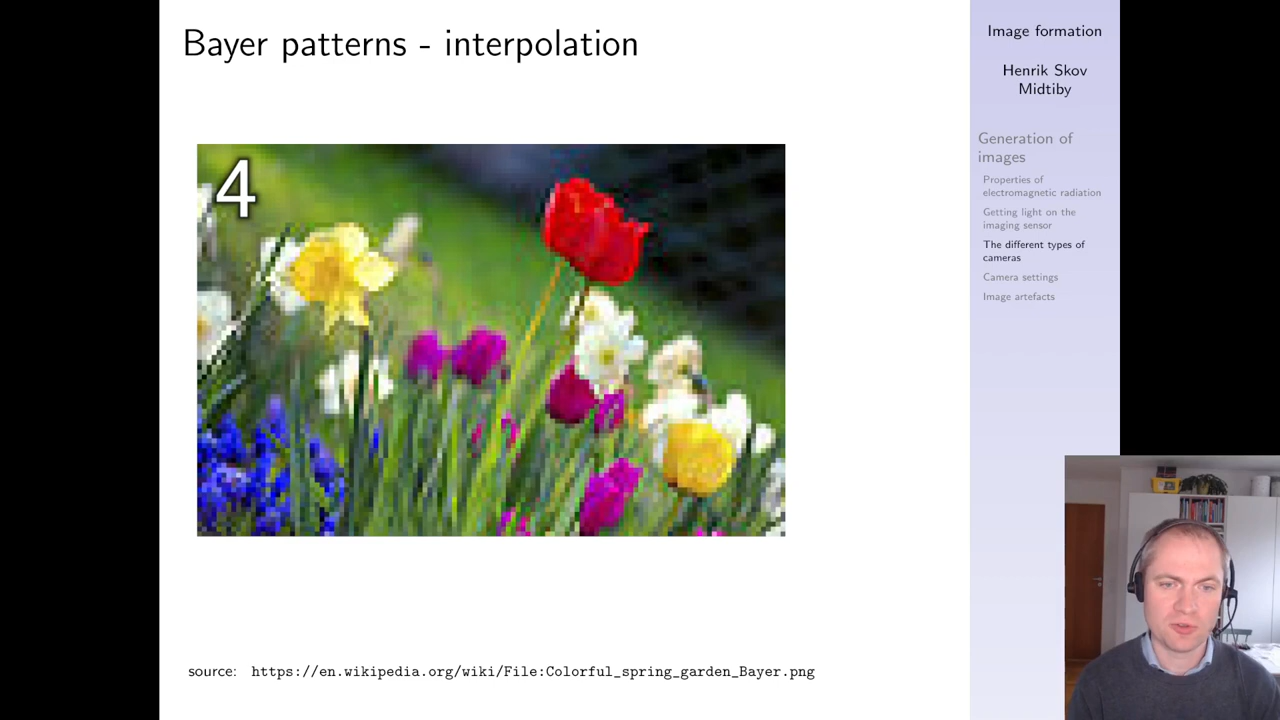 Bayer patterns - interpolation
4
source: https://en.wikipedia.org/wiki/File:Colorful_spring_garden_Bayer.png
Image formation
Henrik Skov
Midtiby
Generation of
images
Properties of
electromagnetic radiation
Getting light on the
imaging sensor
The different types of
cameras
Camera settings
Image artefacts